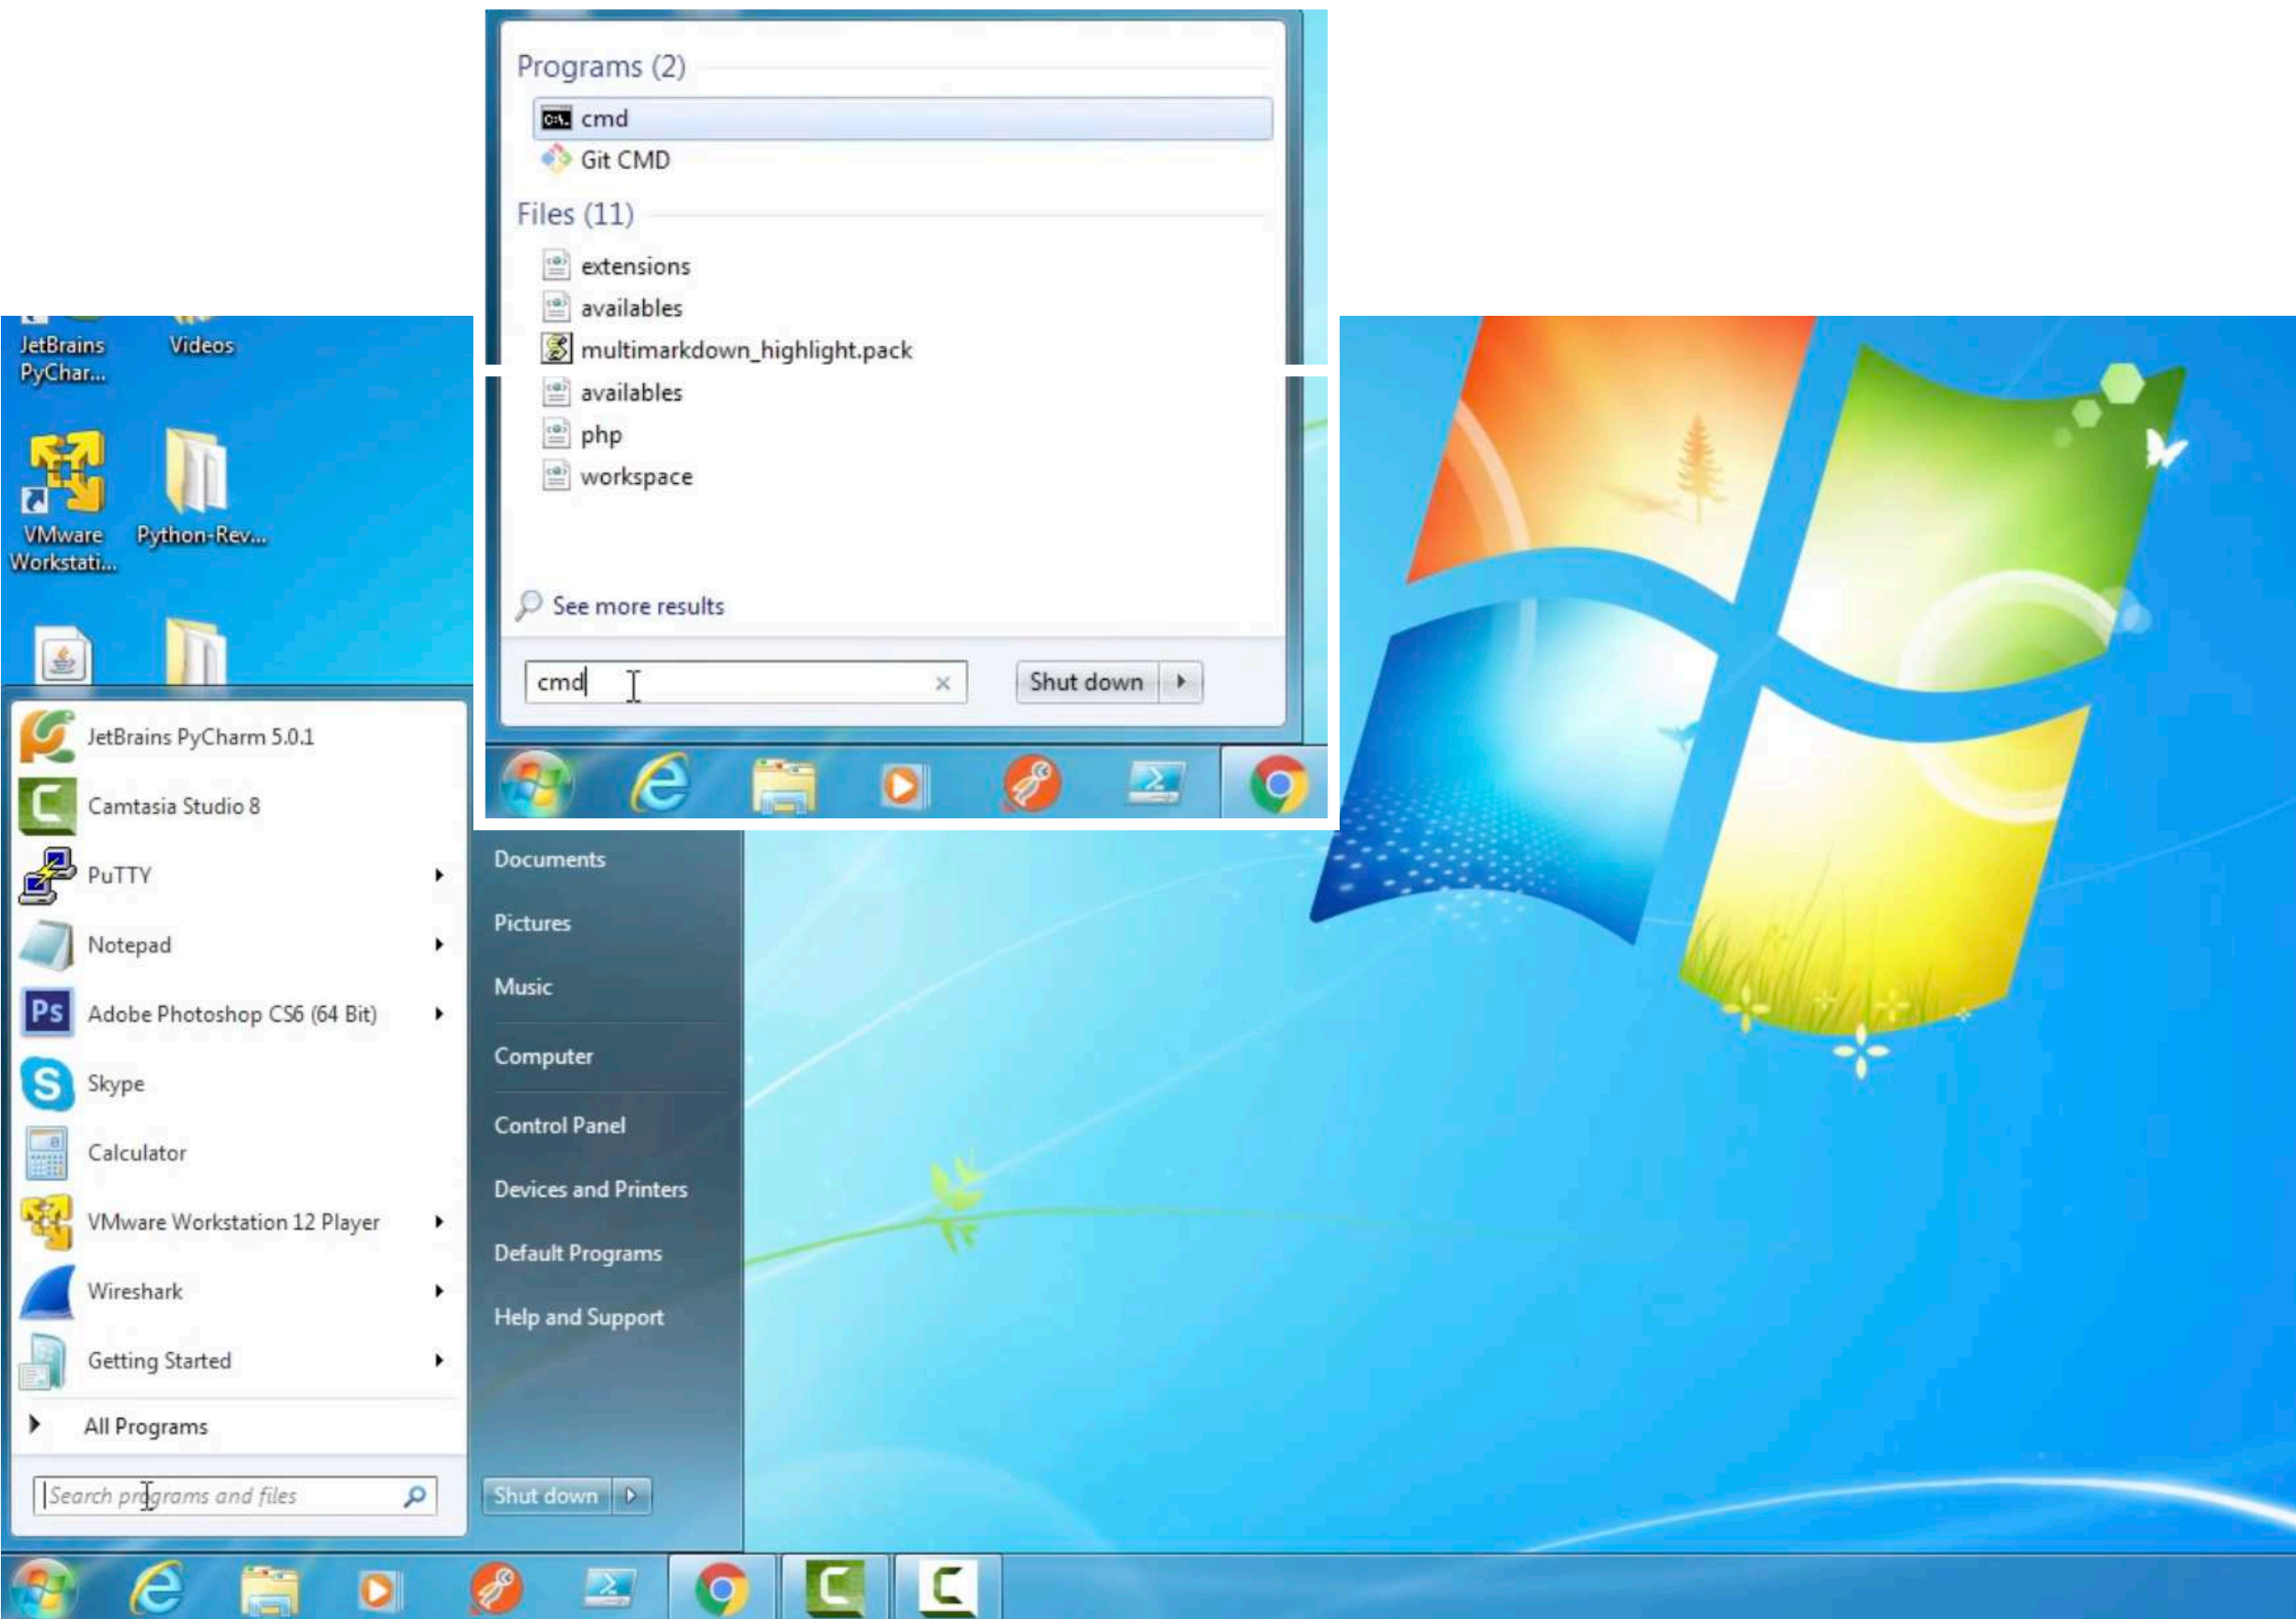 Programs (2)
C:\.
cmd
Git CMD
Files (11)
extensions
availables
multimarkdown_highlight.pack
availables
php
workspace
See more results
cmd
Shut down
JetBrains
PyChar...
Videos
VMware
Workstati...
Python-Rev...
JetBrains PyCharm 5.0.1
Camtasia Studio 8
PuTTY
Notepad
Ps
Adobe Photoshop CS6 (64 Bit)
Skype
Calculator
VMware Workstation 12 Player
Wireshark
Getting Started
All Programs
Search programs and files
Documents
Pictures
Music
Computer
Control Panel
Devices and Printers
Default Programs
Help and Support
Shut down